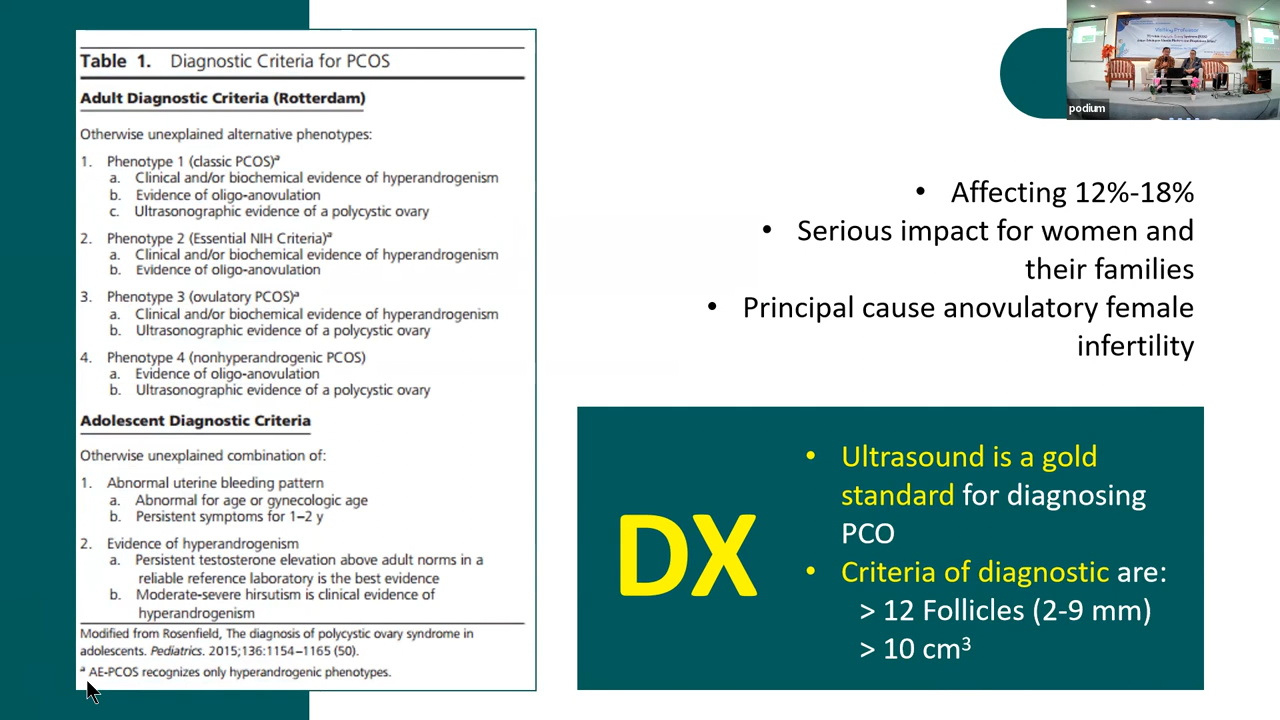 Table 1. Diagnostic Criteria for PCOS
Adult Diagnostic Criteria (Rotterdam)
Otherwise unexplained alternative phenotypes:
1. Phenotype 1 (classic PCOS)ª
a. Clinical and/or biochemical evidence of hyperandrogenism
b. Evidence of oligo-anovulation
c. Ultrasonographic evidence of a polycystic ovary
2. Phenotype 2 (Essential NIH Criteria)ª
a. Clinical and/or biochemical evidence of hyperandrogenism
b. Evidence of oligo-anovulation
3. Phenotype 3 (ovulatory PCOS)ª
a. Clinical and/or biochemical evidence of hyperandrogenism
b. Ultrasonographic evidence of a polycystic ovary
4. Phenotype 4 (nonhyperandrogenic PCOS)
a. Evidence of oligo-anovulation
b. Ultrasonographic evidence of a polycystic ovary
Adolescent Diagnostic Criteria
Otherwise unexplained combination of:
1. Abnormal uterine bleeding pattern
a. Abnormal for age or gynecologic age
b. Persistent symptoms for 1–2 y
2. Evidence of hyperandrogenism
a. Persistent testosterone elevation above adult norms in a
reliable reference laboratory is the best evidence
b. Moderate-severe hirsutism is clinical evidence of
hyperandrogenism
Modified from Rosenfield, The diagnosis of polycystic ovary syndrome in
adolescents. Pediatrics. 2015;136:1154–1165 (50).
ª AE-PCOS recognizes only hyperandrogenic phenotypes.
podium
• Affecting 12%-18%
• Serious impact for women and
their families
• Principal cause anovulatory female
infertility
DX
• Ultrasound is a gold
standard for diagnosing
PCO
• Criteria of diagnostic are:
> 12 Follicles (2-9 mm)
> 10 cm³